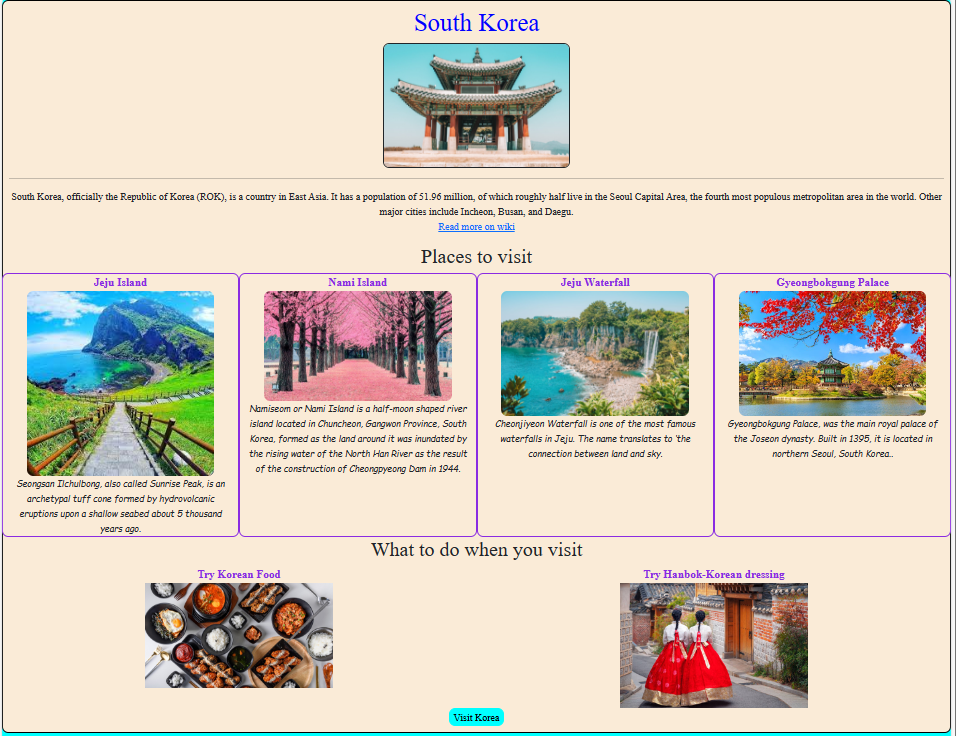 South Korea
South Korea, officially the Republic of Korea (ROK), is a country in East Asia. It has a population of 51.96 million, of which roughly half live in the Seoul Capital Area, the fourth most populous metropolitan area in the world. Other
major cities include Incheon, Busan, and Daegu.
Read more on wiki
Places to visit
Jeju Island
Seongsan Ilchulbong, also called Sunrise Peak, is an
archetypal tuff cone formed by hydrovolcanic
eruptions upon a shallow seabed about 5 thousand
years ago.
Nami Island
Namiseom or Nami Island is a half-moon shaped river
island located in Chuncheon, Gangwon Province, South
Korea, formed as the land around it was inundated by
the rising water of the North Han River as the result
of the construction of Cheongpyeong Dam in 1944.
Jeju Waterfall
Cheonjiyeon Waterfall is one of the most famous
waterfalls in Jeju. The name translates to 'the
connection between land and sky.
Gyeongbokgung Palace
Gyeongbokgung Palace, was the main royal palace of
the Joseon dynasty. Built in 1395, it is located in
northern Seoul, South Korea..
What to do when you visit
Try Korean Food
Try Hanbok-Korean dressing
Visit Korea